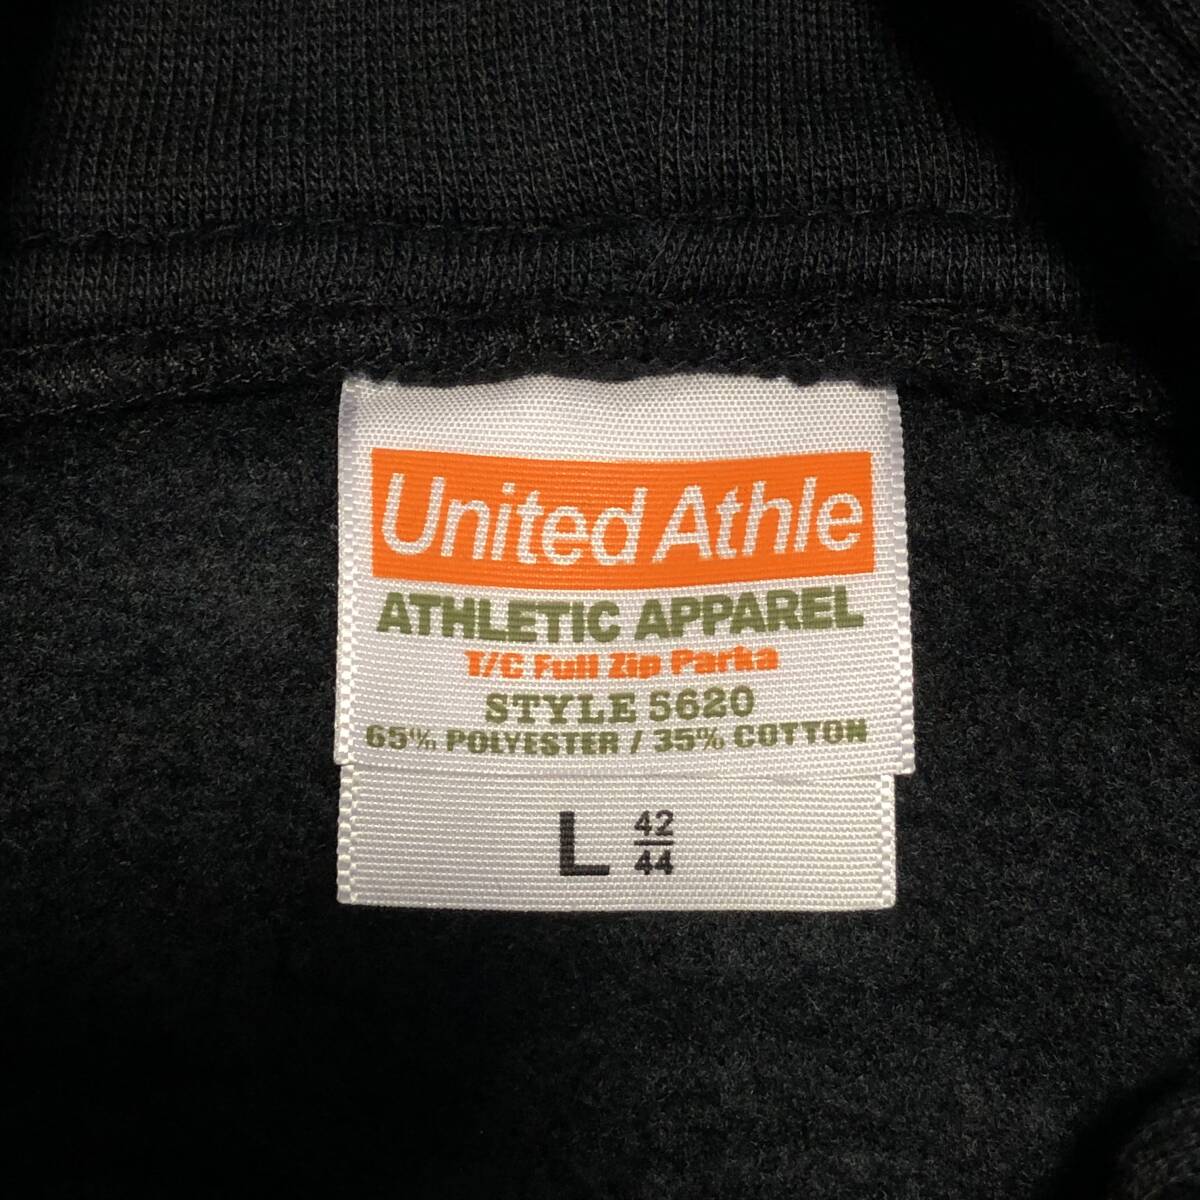 United Athle
ATHLETIC APPAREL
T/C Full Zip Parka
STYLE 5620
65% POLYESTER / 35% COTTON
L 42/44